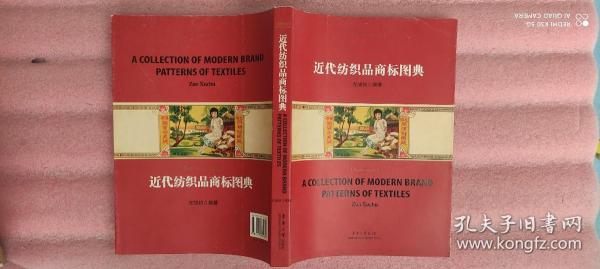 A COLLECTION OF MODERN BRAND
PATTERNS OF TEXTILES
Zuo Xuchu
近代纺织品商标图典
近代纺织品商标图典
A COLLECTION OF MODERN BRAND
PATTERNS OF TEXTILES
近代纺织品商标图典
A COLLECTION OF MODERN BRAND
PATTERNS OF TEXTILES
Zuo Xuchu
REDMI K30 5G
AI QUAD CAMERA
孔夫子旧书网
www.kongfz.com